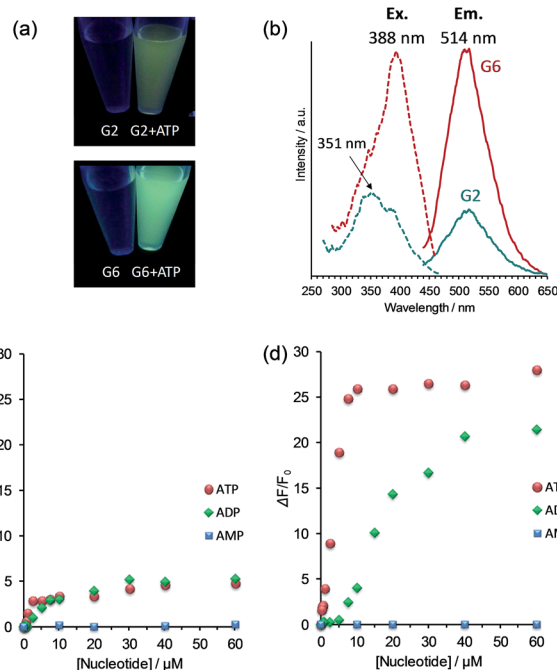 (a)
G2 G2+ATP
G6 G6+ATP
(b)
Ex. Em.
388 nm 514 nm
351 nm
G6
G2
Intensity / a.u.
250 300 350 400 450 500 550 600 650
Wavelength / nm
30
25
20
15
10
5
0
ATP
ADP
AMP
0 10 20 30 40 50 60
[Nucleotide] / µM
(d)
ΔF/F0
30
25
20
15
10
5
0
0 10 20 30 40 50 60
[Nucleotide] / µM